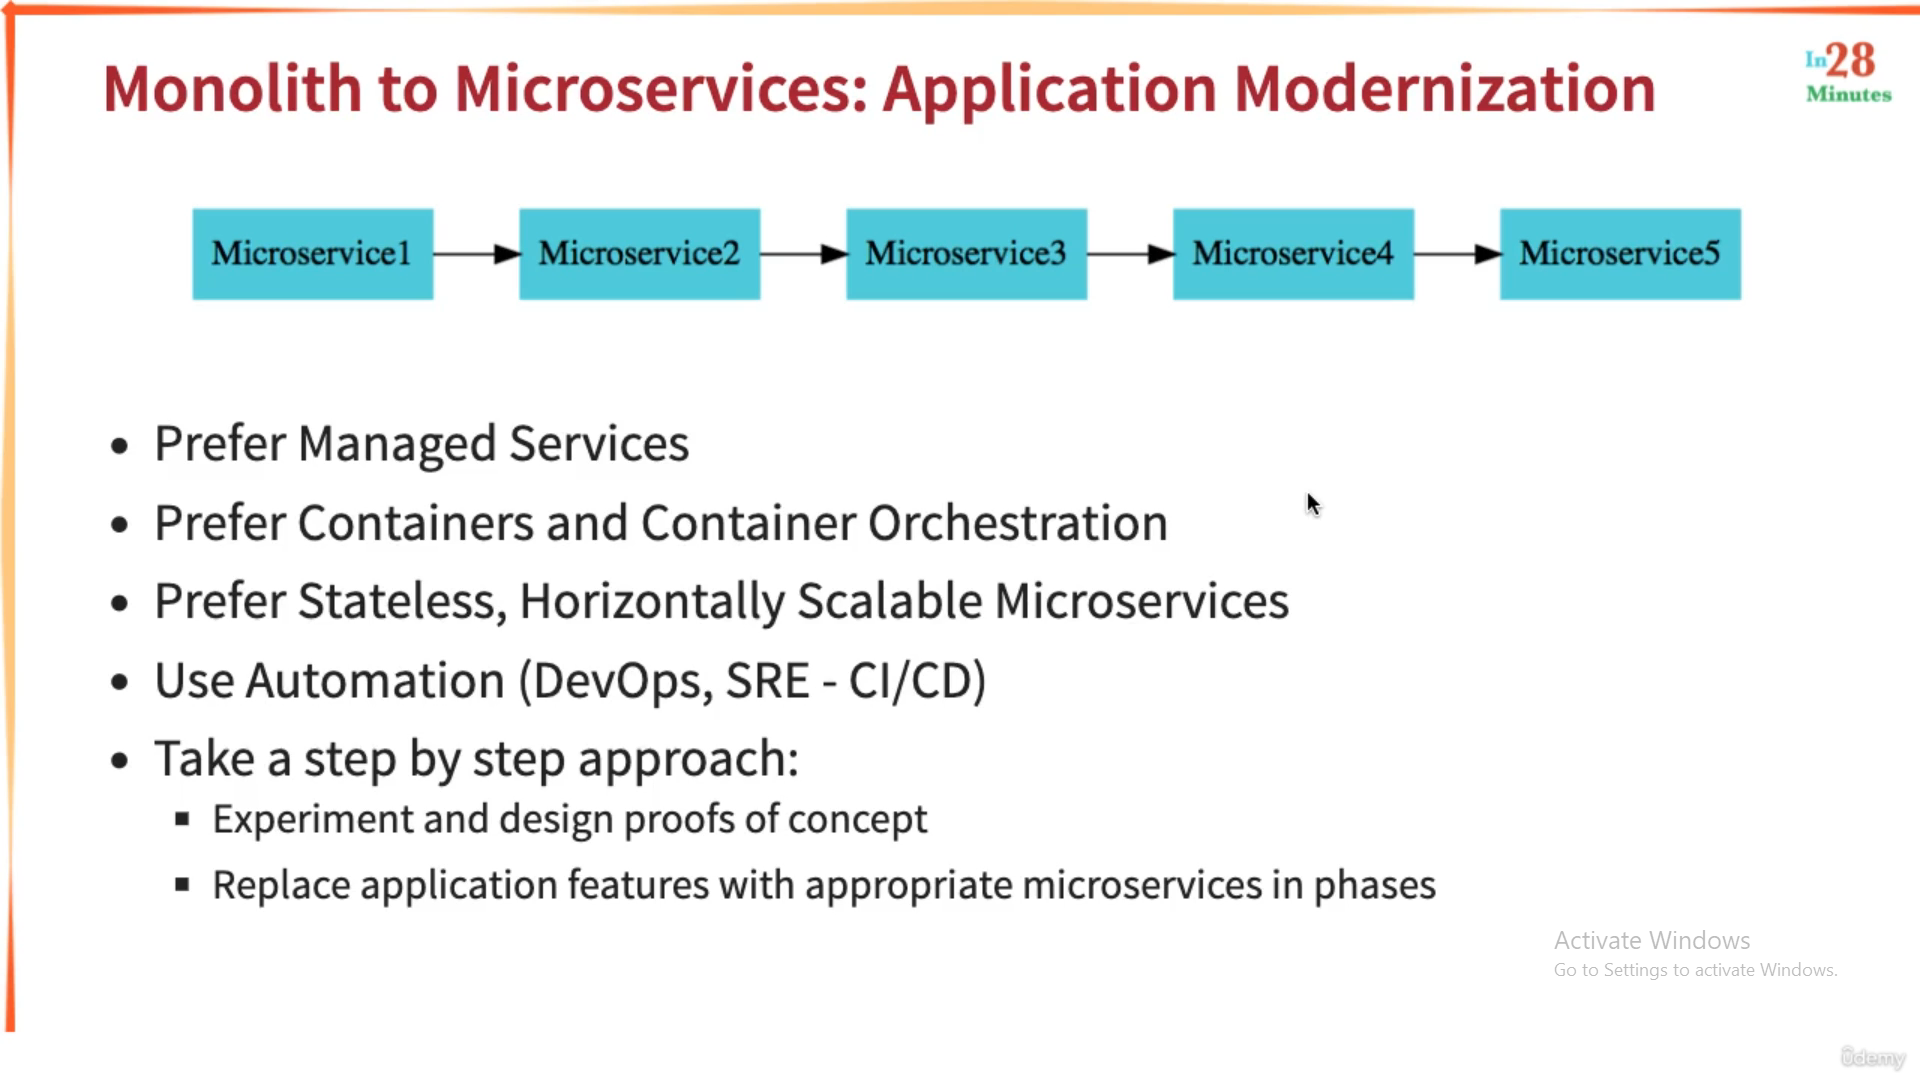 Monolith to Microservices: Application Modernization
In28
Minutes
Microservice1
Microservice2
Microservice3
Microservice4
Microservice5
Prefer Managed Services
Prefer Containers and Container Orchestration
Prefer Stateless, Horizontally Scalable Microservices
Use Automation (DevOps, SRE - CI/CD)
Take a step by step approach:
Experiment and design proofs of concept
Replace application features with appropriate microservices in phases
Activate Windows
Go to Settings to activate Windows.
ûdemy